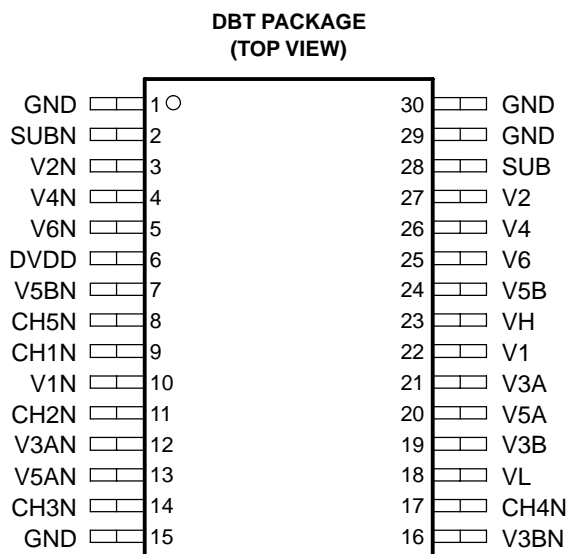 DBT PACKAGE
(TOP VIEW)
GND 1 30 GND
SUBN 2 29 GND
V2N 3 28 SUB
V4N 4 27 V2
V6N 5 26 V4
DVDD 6 25 V6
V5BN 7 24 V5B
CH5N 8 23 VH
CH1N 9 22 V1
V1N 10 21 V3A
CH2N 11 20 V5A
V3AN 12 19 V3B
V5AN 13 18 VL
CH3N 14 17 CH4N
GND 15 16 V3BN